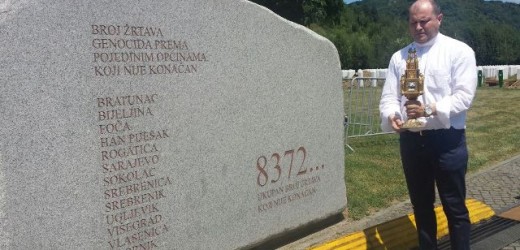 BROJ ŽRTAVA
GENOCIDA PREMA
POJEDINIM OPĆINAMA
KOJI NIJE KONAČAN
BRATUNAC
BIJELJINA
FOČA
HAN PIJESAK
ROGATICA
SARAJEVO
SOKOLAC
SREBRENICA
SREBRENIK
UGLJEVIK
VIŠEGRAD
VLASENICA
8372...
UKUPAN BROJ ŽRTAVA
KOJI NIJE KONAČAN